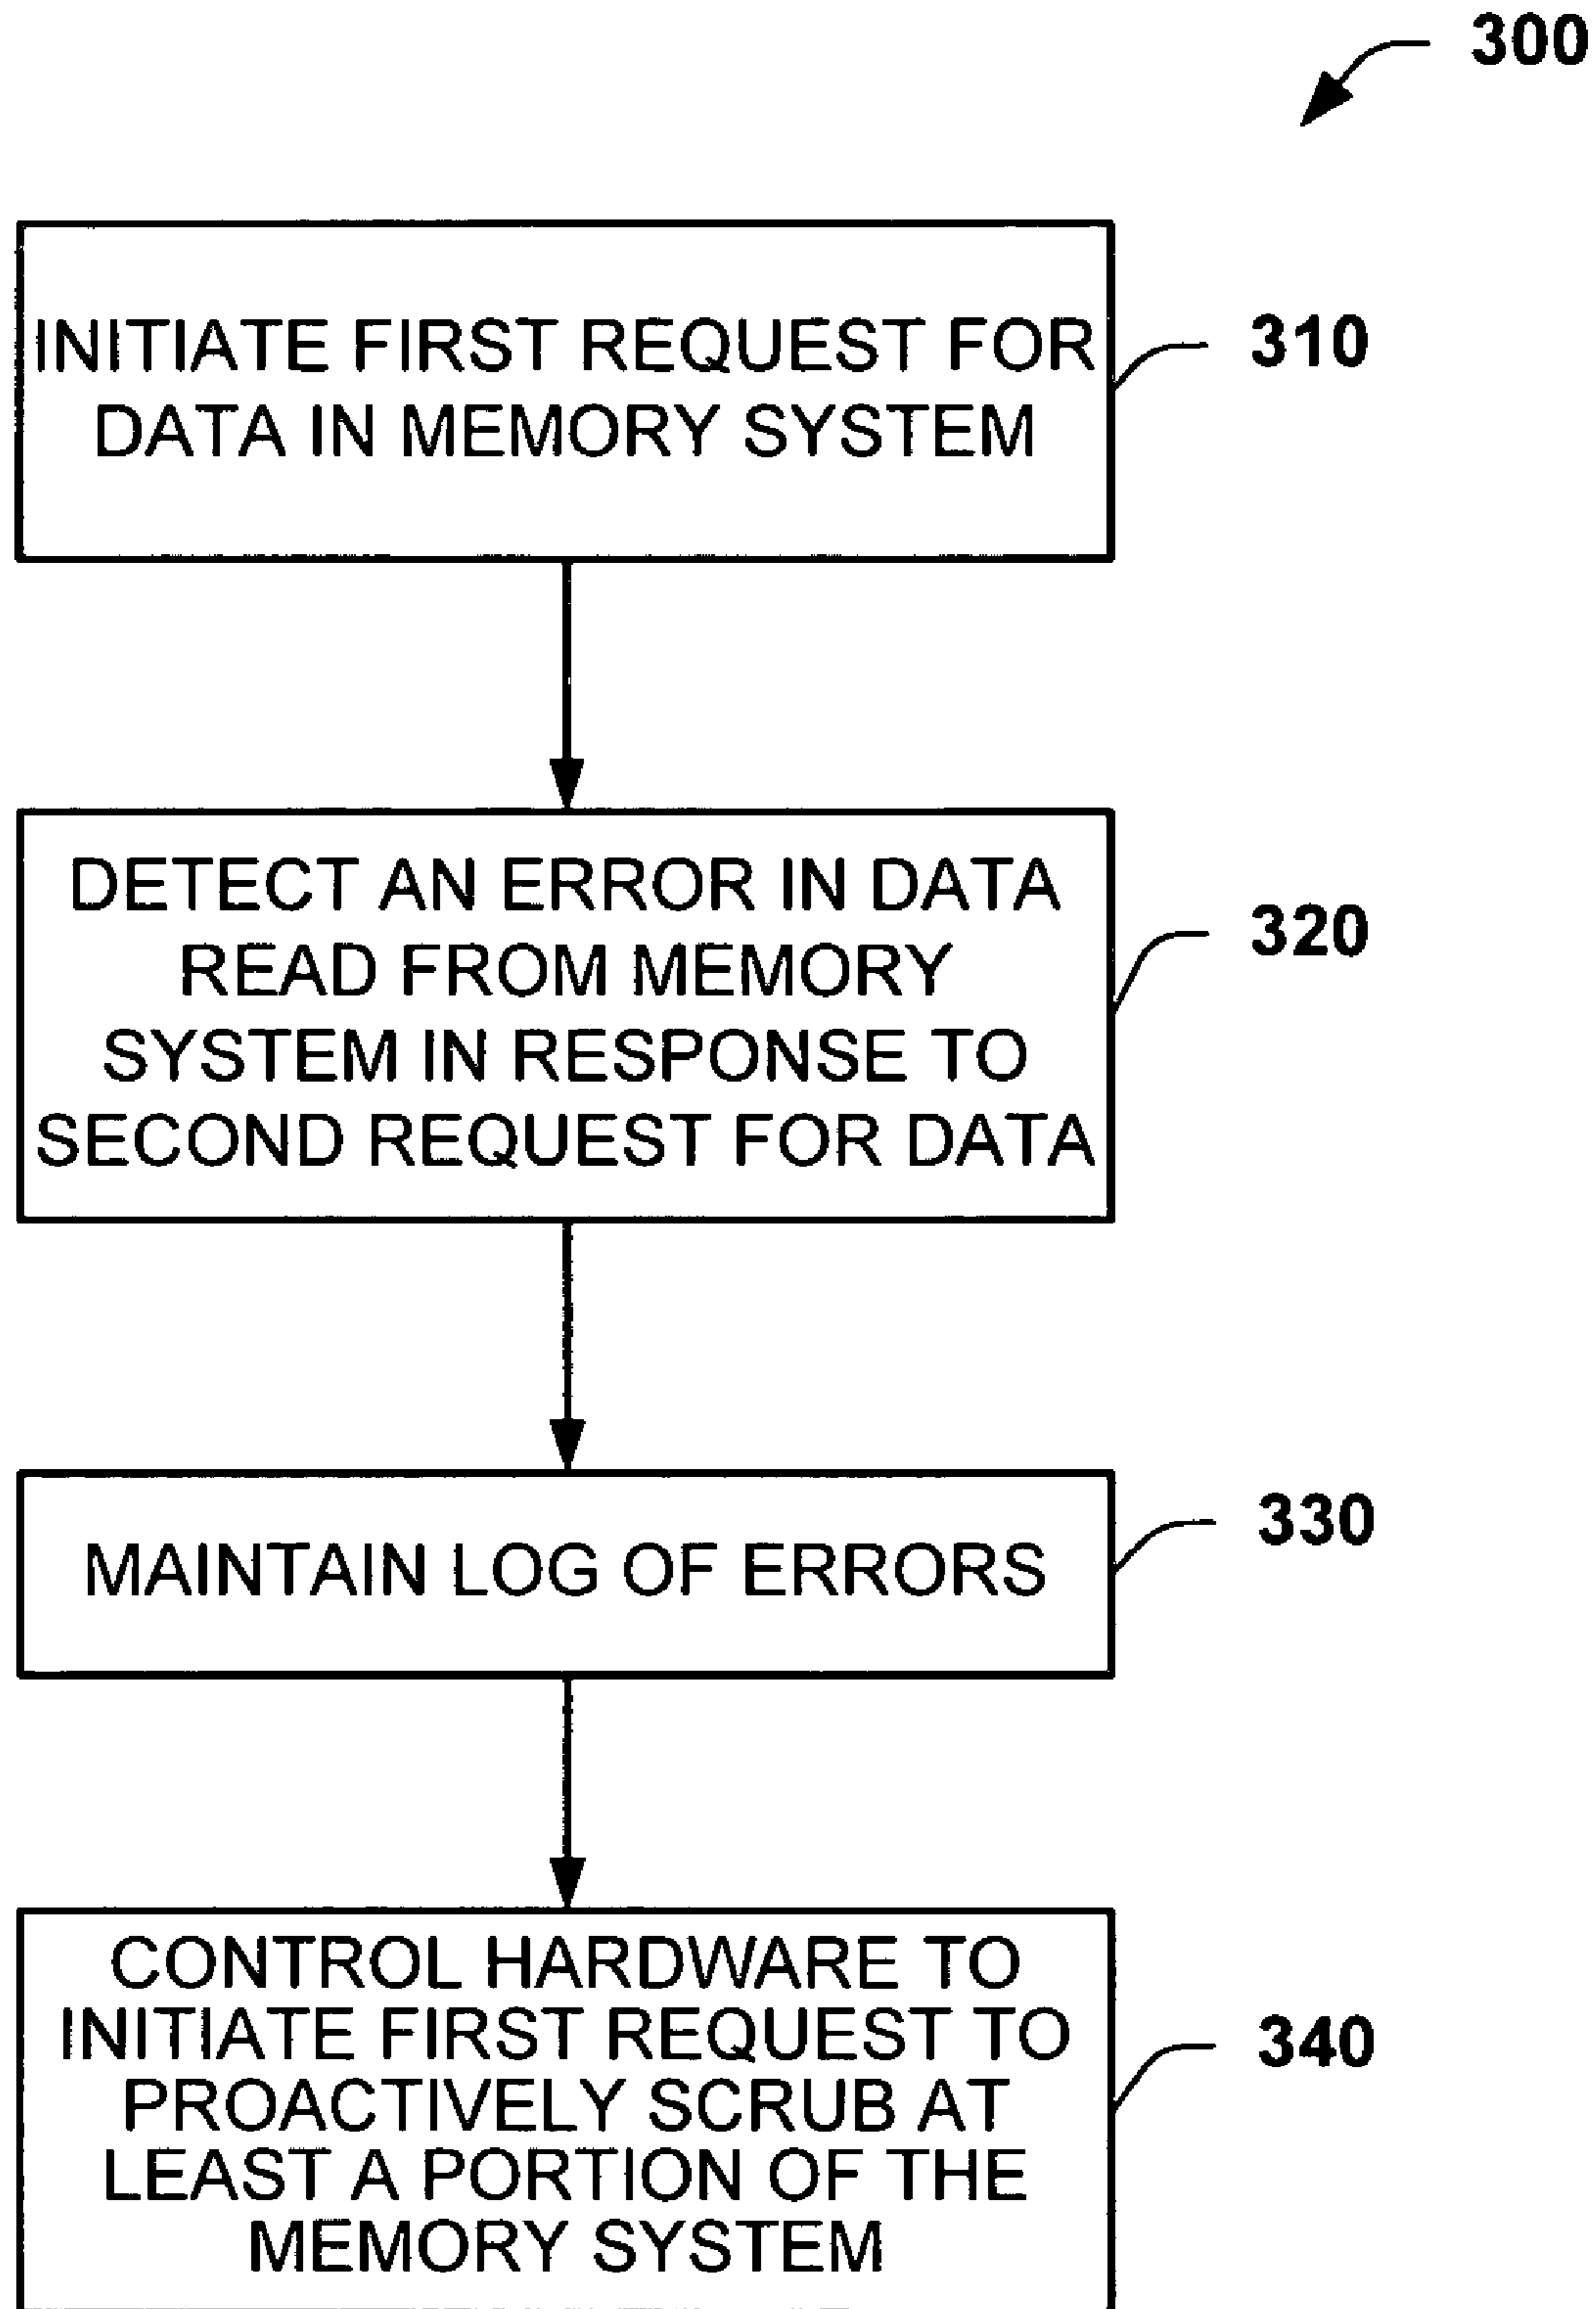 300
INITIATE FIRST REQUEST FOR
DATA IN MEMORY SYSTEM
310
DETECT AN ERROR IN DATA
READ FROM MEMORY
SYSTEM IN RESPONSE TO
SECOND REQUEST FOR DATA
320
MAINTAIN LOG OF ERRORS
330
CONTROL HARDWARE TO
INITIATE FIRST REQUEST TO
PROACTIVELY SCRUB AT
LEAST A PORTION OF THE
MEMORY SYSTEM
340